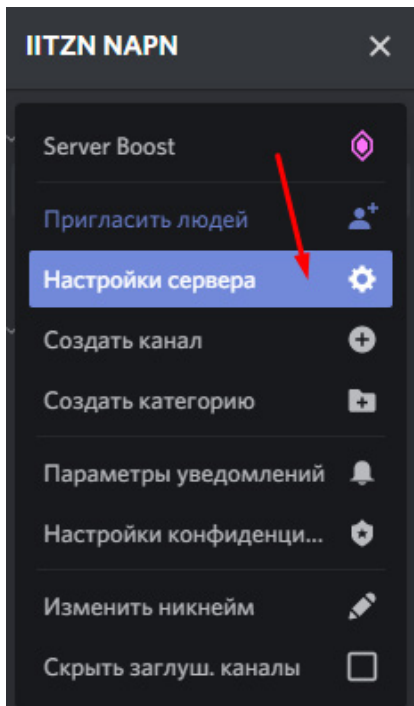 IITZN NAPN
Server Boost
Пригласить людей
Настройки сервера
Создать канал
Создать категорию
Параметры уведомлений
Настройки конфиденци...
Изменить никнейм
Скрыть заглуш. каналы